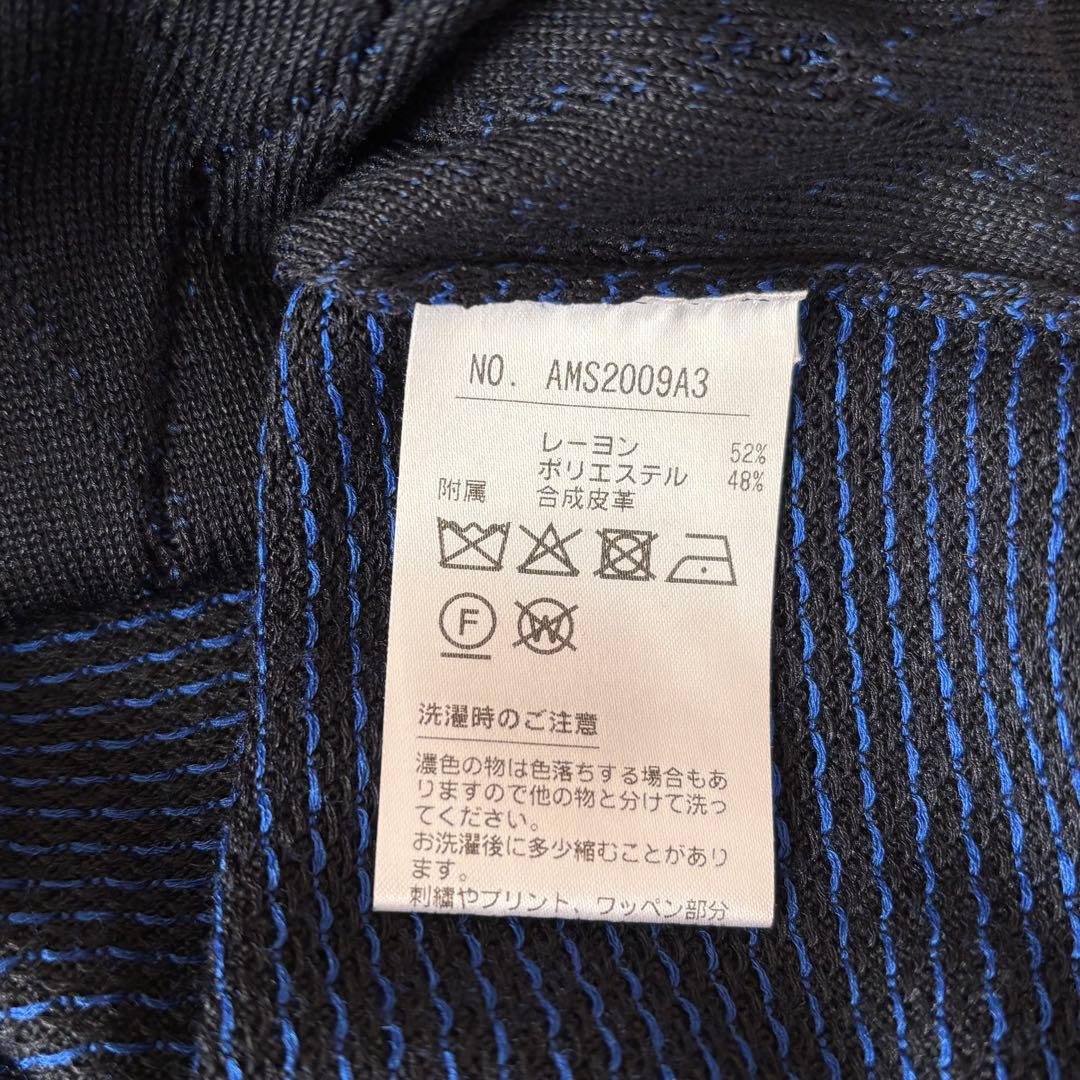 NO. AMS2009A3
レーヨン 52%
ポリエステル 48%
附属 合成皮革
F W
洗濯時のご注意
濃色の物は色落ちする場合もあ
りますので他の物と分けて洗っ
てください。
お洗濯後に多少縮むことがあり
ます。
刺繍やプリント、ワッペン部分